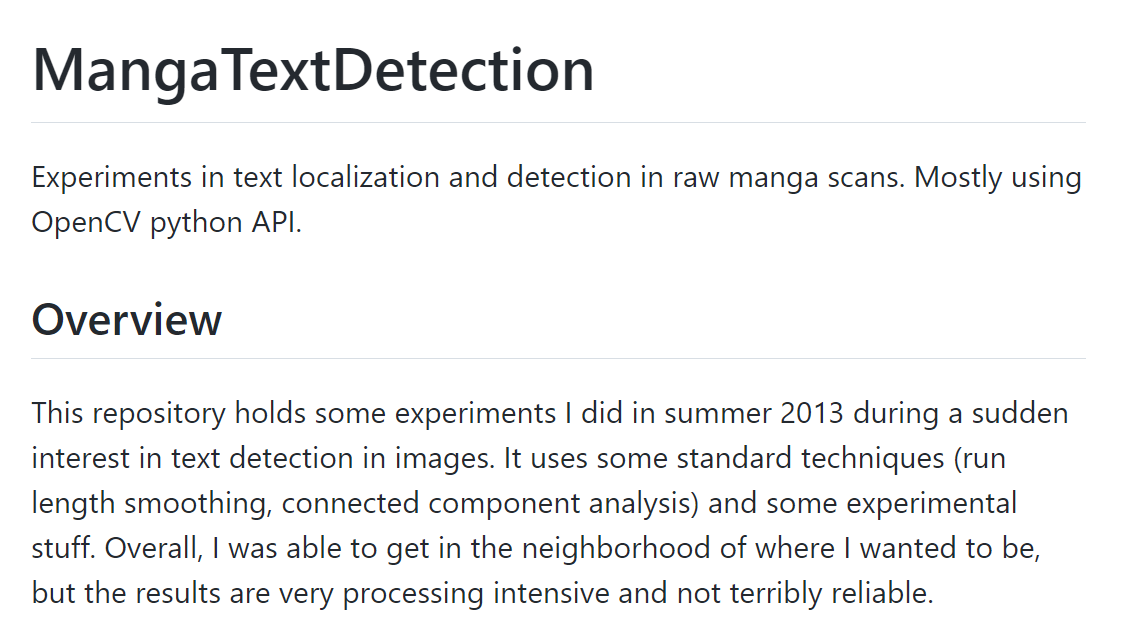 MangaTextDetection
Experiments in text localization and detection in raw manga scans. Mostly using
OpenCV python API.
Overview
This repository holds some experiments I did in summer 2013 during a sudden
interest in text detection in images. It uses some standard techniques (run
length smoothing, connected component analysis) and some experimental
stuff. Overall, I was able to get in the neighborhood of where I wanted to be,
but the results are very processing intensive and not terribly reliable.